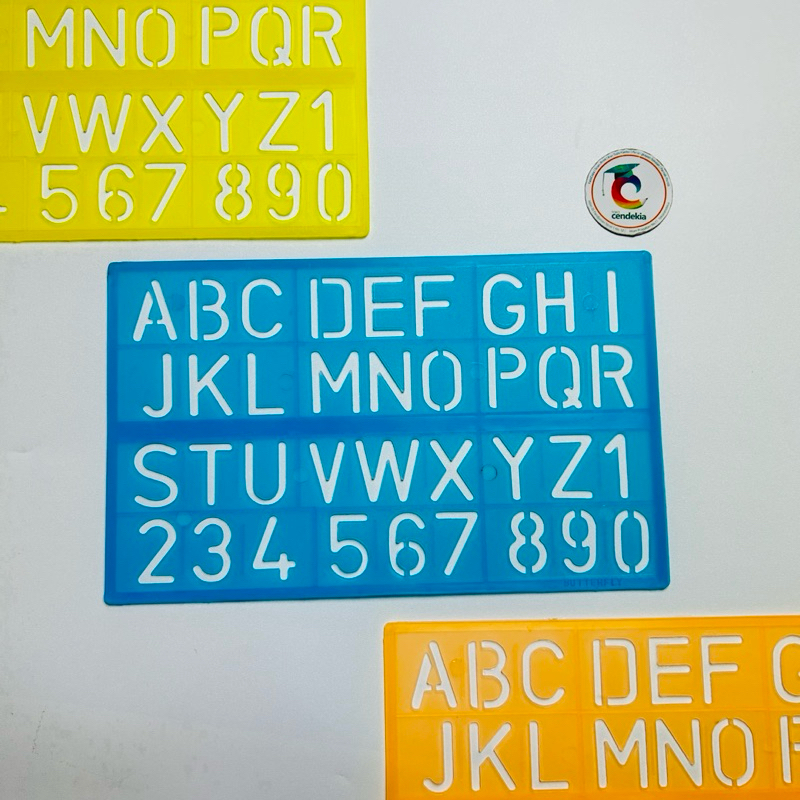 MNO PQR
VWX YZ1
567 890
cendekia
ABC DEF GHI
JKL MNO PQR
STU VWX YZ1
234 567 890
BUTTERFLY
ABC DEF G
JKL MNO P